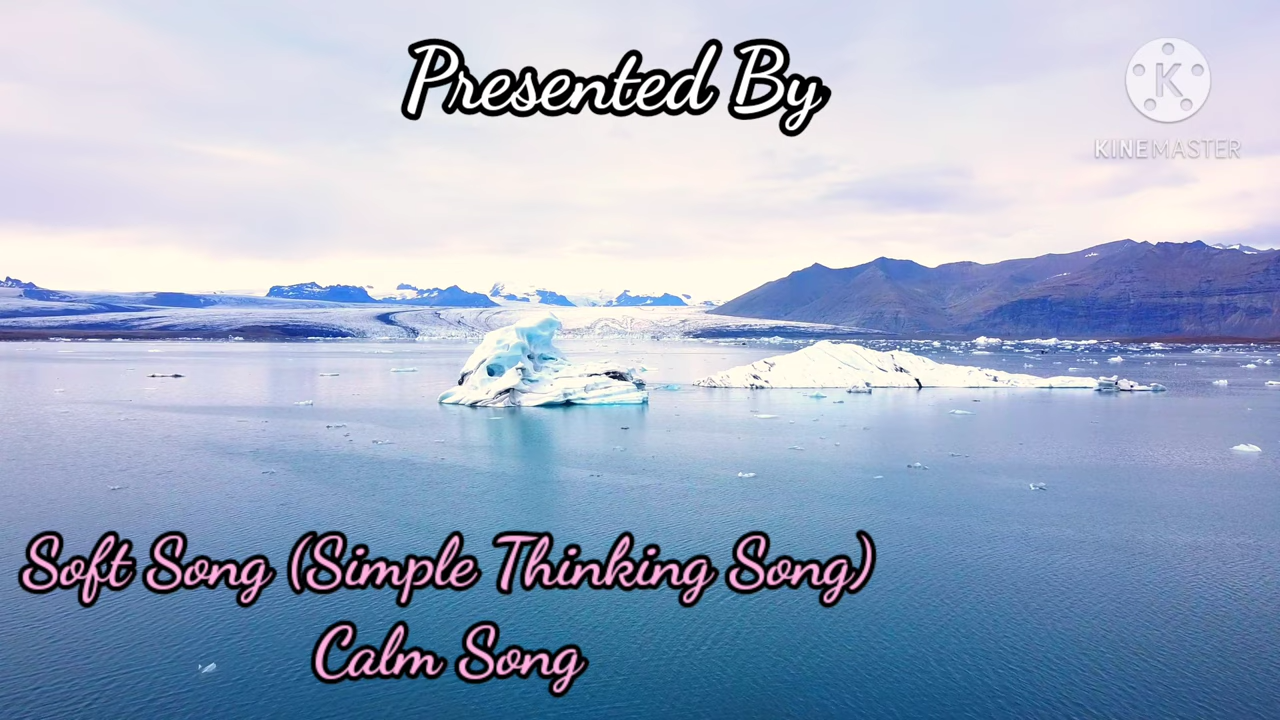 Presented By
K
KINEMASTER
Soft Song (Simple Thinking Song)
Calm Song